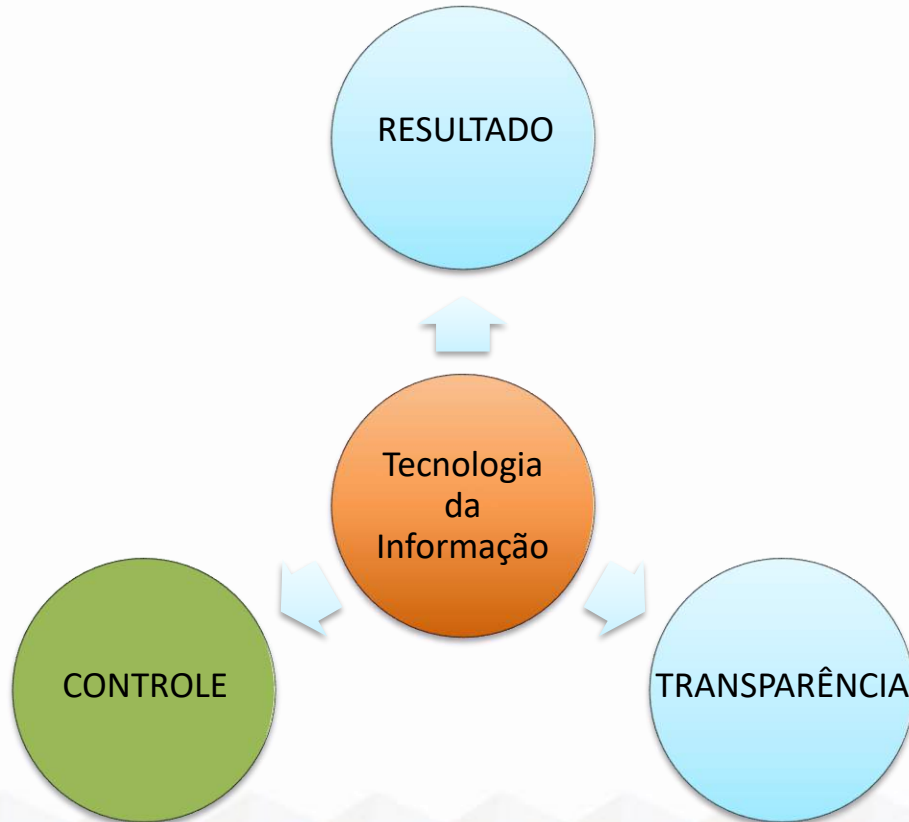 RESULTADO
Tecnologia
da
Informação
CONTROLE
TRANSPARÊNCIA